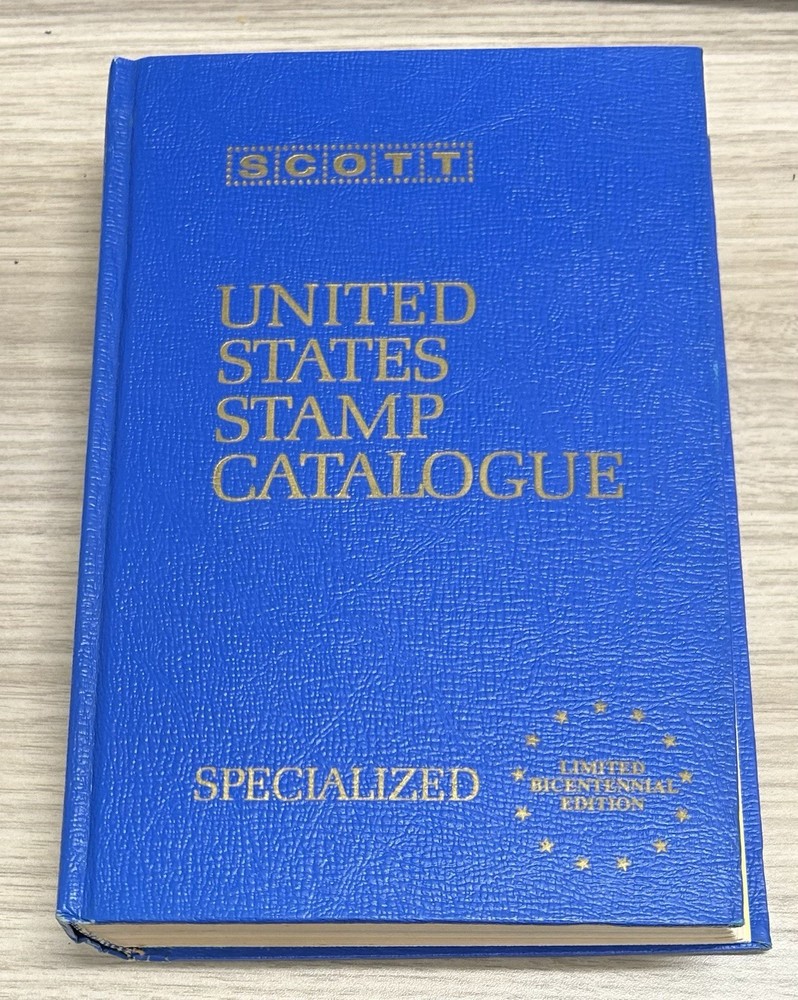 SCOTT
UNITED
STATES
STAMP
CATALOGUE
SPECIALIZED
LIMITED
BICENTENNIAL
EDITION